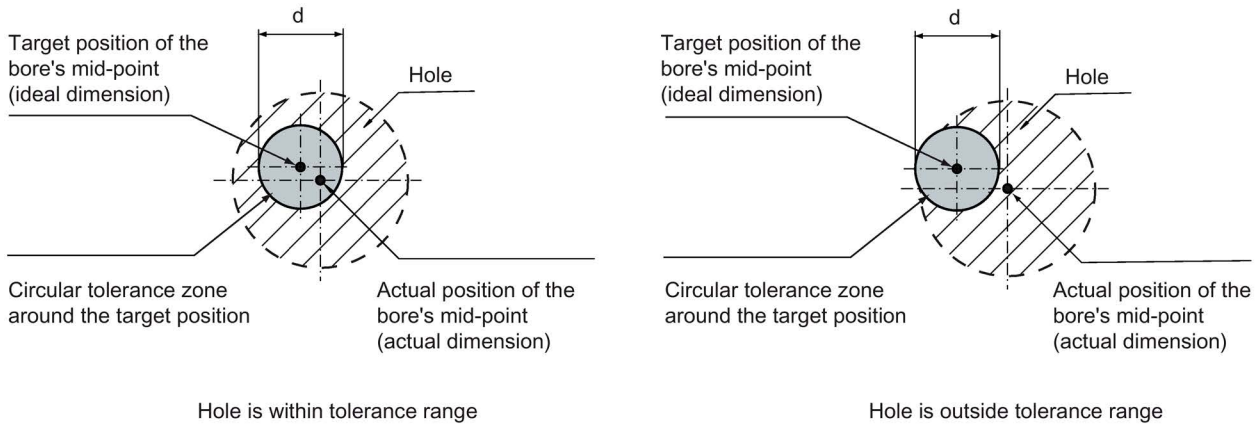 d
Target position of the
bore's mid-point
(ideal dimension)
Hole
Circular tolerance zone
around the target position
Actual position of the
bore's mid-point
(actual dimension)
Hole is within tolerance range
d
Target position of the
bore's mid-point
(ideal dimension)
Hole
Circular tolerance zone
around the target position
Actual position of the
bore's mid-point
(actual dimension)
Hole is outside tolerance range